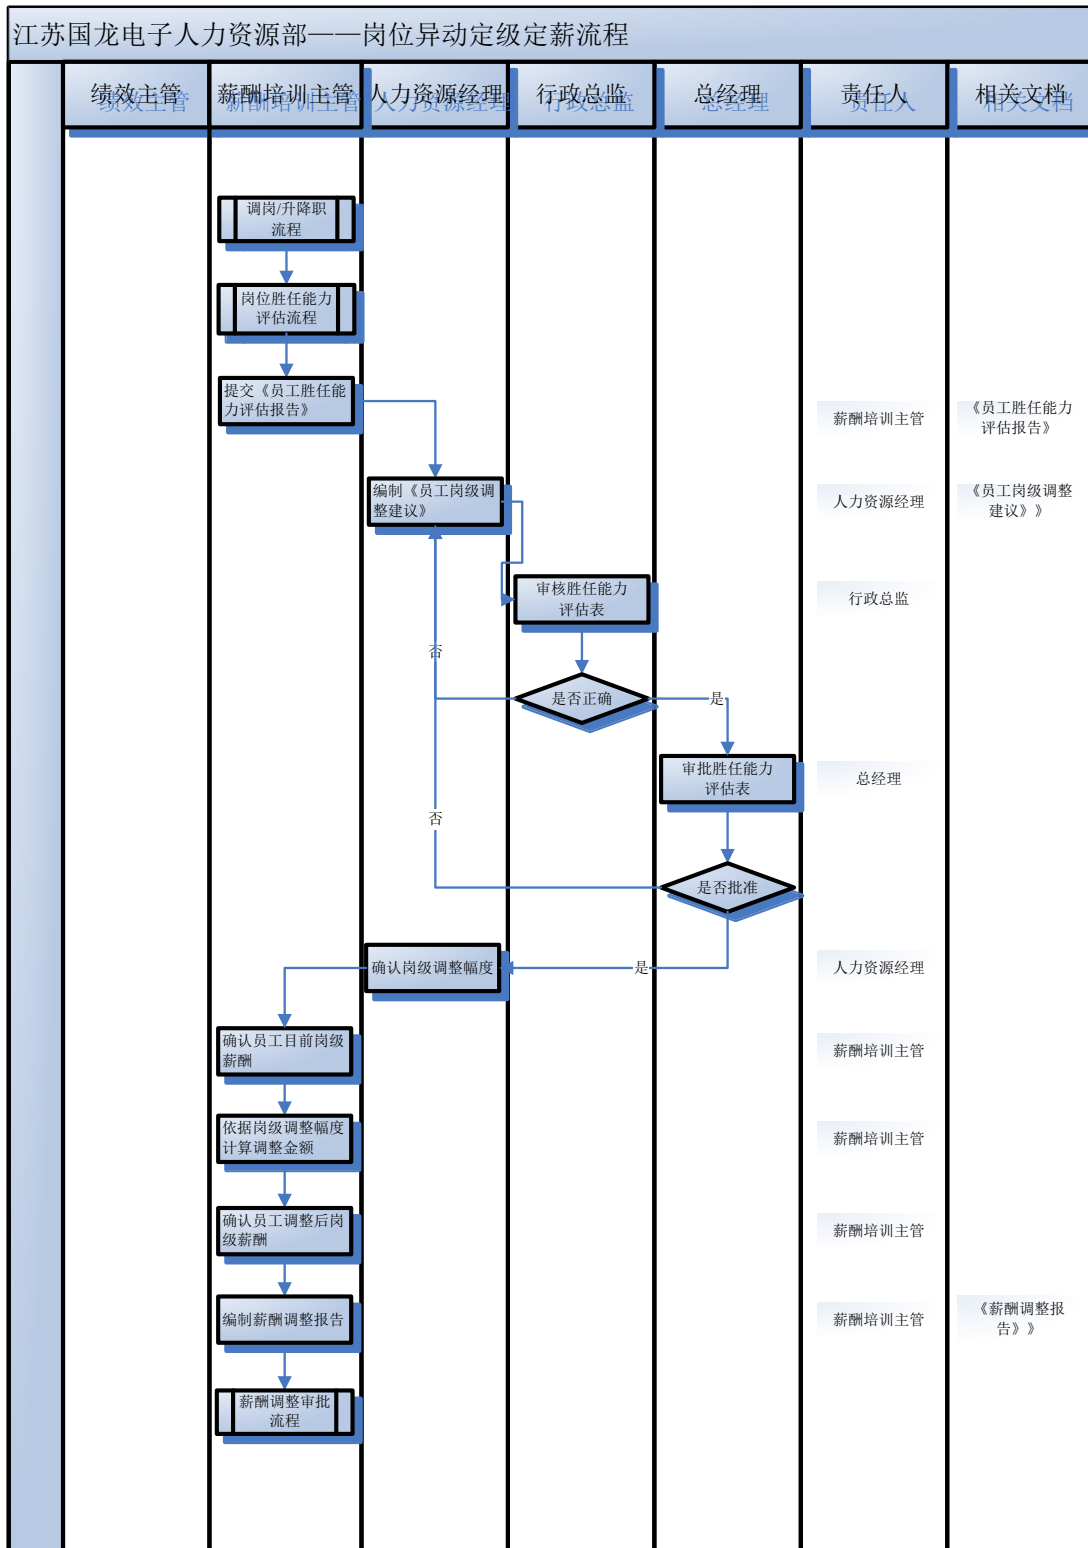 江苏国龙电子人力资源部——岗位异动定级定薪流程
绩效主管
薪酬培训主管
人力资源经理
行政总监
总经理
责任人
相关文档
调岗/升降职
流程
岗位胜任能力
评估流程
提交《员工胜任能
力评估报告》
薪酬培训主管
《员工胜任能力
评估报告》
编制《员工岗级调
整建议》
人力资源经理
《员工岗级调整
建议》》
审核胜任能力
评估表
行政总监
否
是否正确
是
审批胜任能力
评估表
总经理
否
是否批准
确认岗级调整幅度
是
人力资源经理
确认员工目前岗级
薪酬
薪酬培训主管
依据岗级调整幅度
计算调整金额
薪酬培训主管
确认员工调整后岗
级薪酬
薪酬培训主管
编制薪酬调整报告
薪酬培训主管
《薪酬调整报
告》》
薪酬调整审批
流程